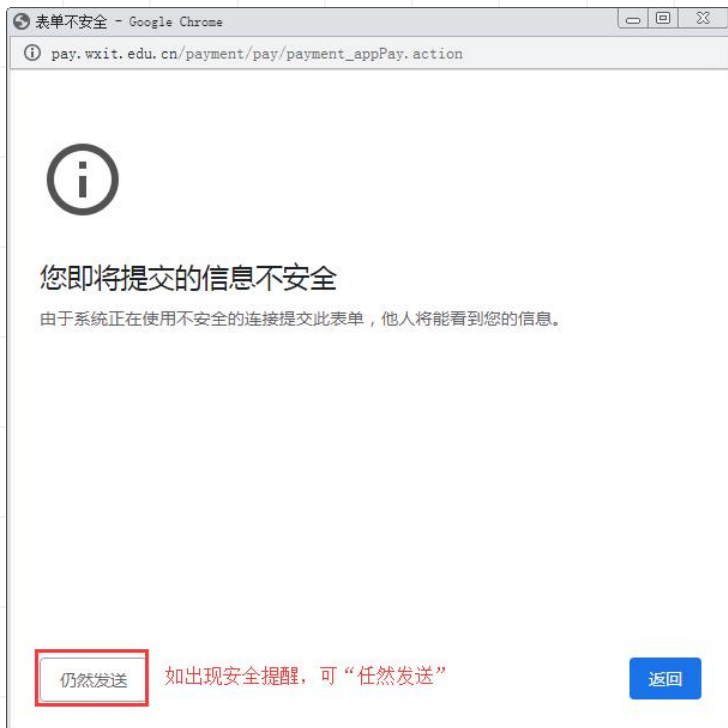 表单不安全 - Google Chrome
pay.wxit.edu.cn/payment/pay/payment_appPay.action
您即将提交的信息不安全
由于系统正在使用不安全的连接提交此表单，他人将能看到您的信息。
仍然发送 如出现安全提醒，可“任然发送” 返回